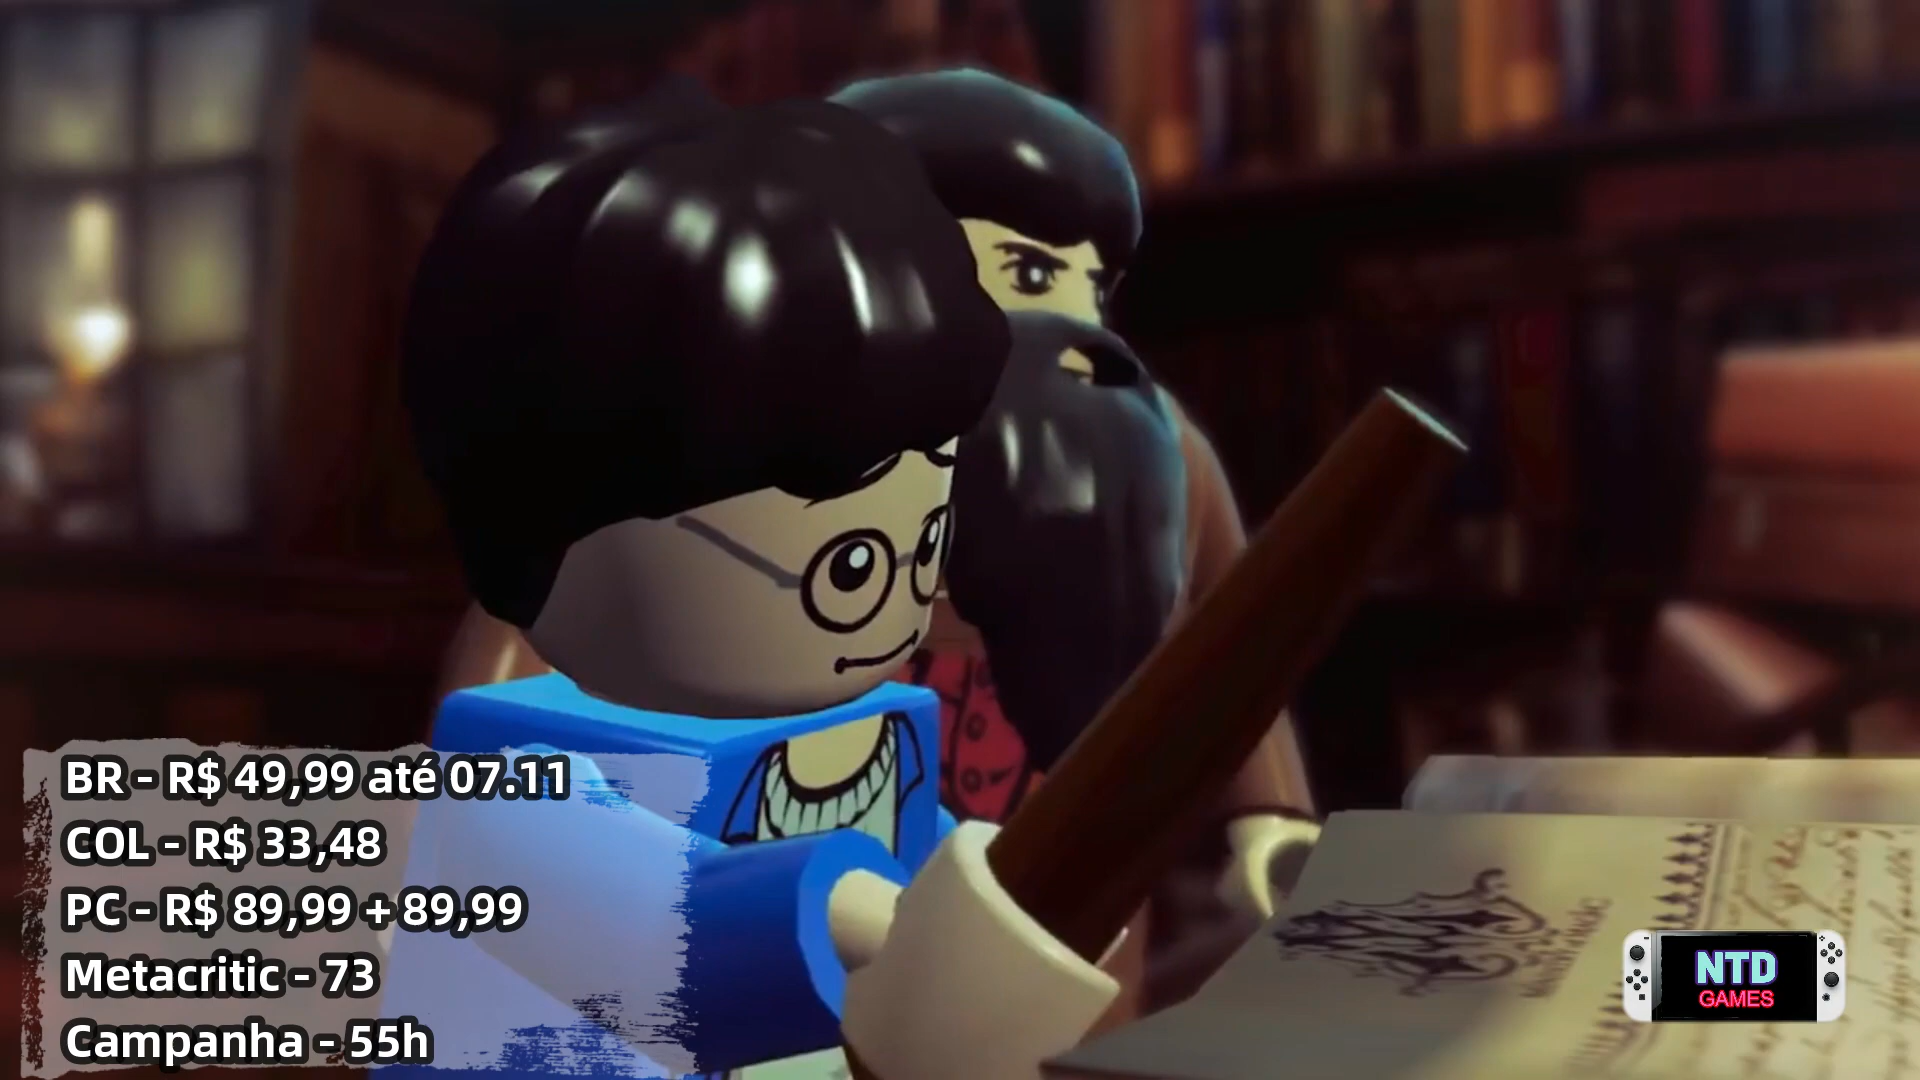 BR - R$ 49,99 até 07.11
COL - R$ 33,48
PC - R$ 89,99 + 89,99
Metacritic - 73
Campanha - 55h
NTD
GAMES